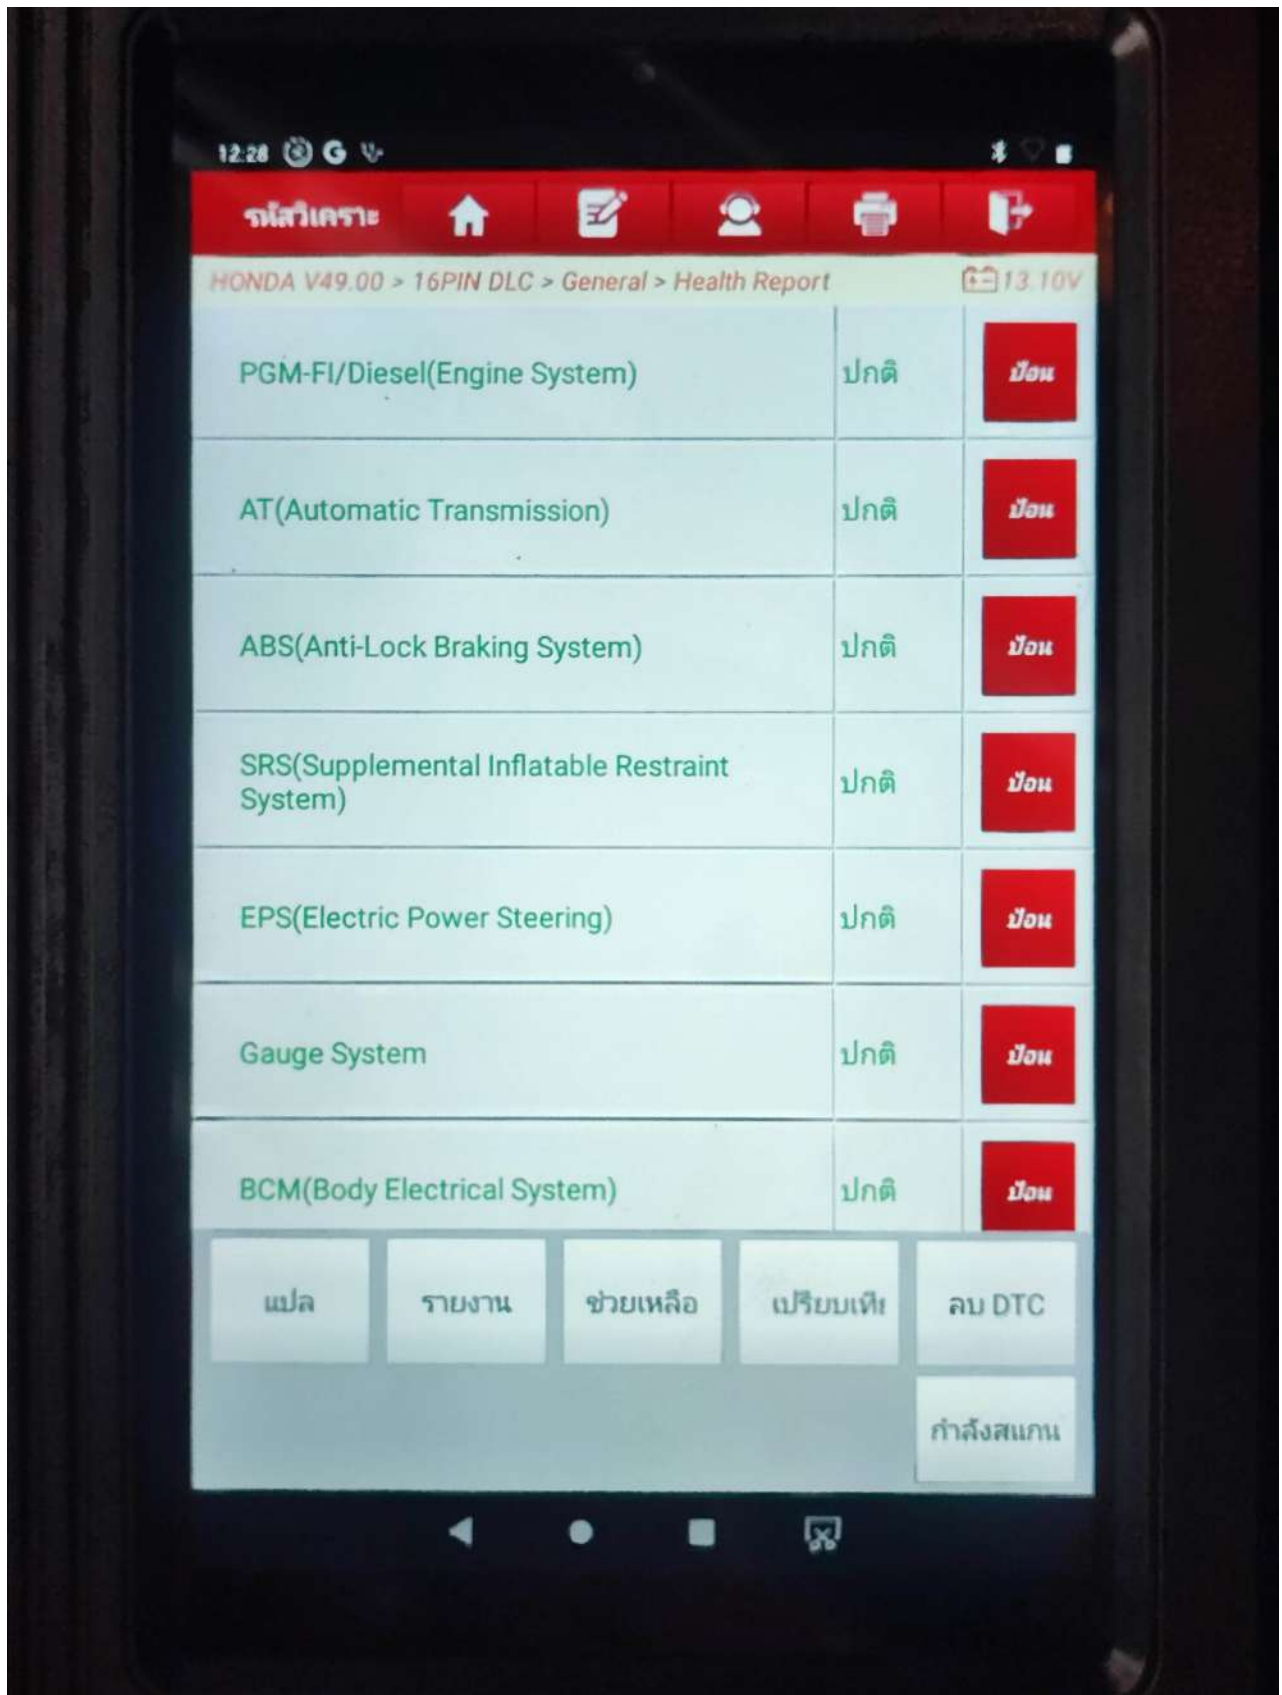 12:28
รหัสวิเคราะ
HONDA V49.00 > 16PIN DLC > General > Health Report 13.10V
PGM-FI/Diesel(Engine System) ปกติ ป้อน
AT(Automatic Transmission) ปกติ ป้อน
ABS(Anti-Lock Braking System) ปกติ ป้อน
SRS(Supplemental Inflatable Restraint
System) ปกติ ป้อน
EPS(Electric Power Steering) ปกติ ป้อน
Gauge System ปกติ ป้อน
BCM(Body Electrical System) ปกติ ป้อน
แปล รายงาน ช่วยเหลือ เปรียบเทีย ลบ DTC
กำลังสแกน